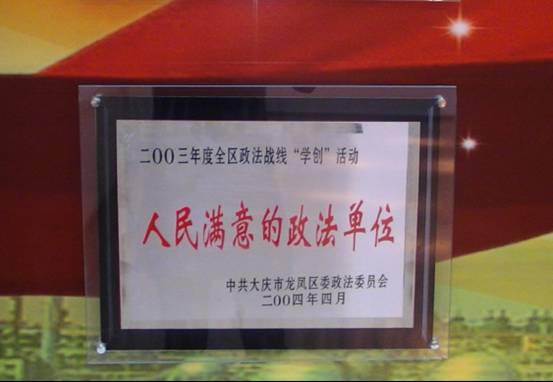 二OO三年度全区政法战线“学创”活动
人民满意的政法单位
中共大庆市龙凤区委政法委员会
二OO四年四月